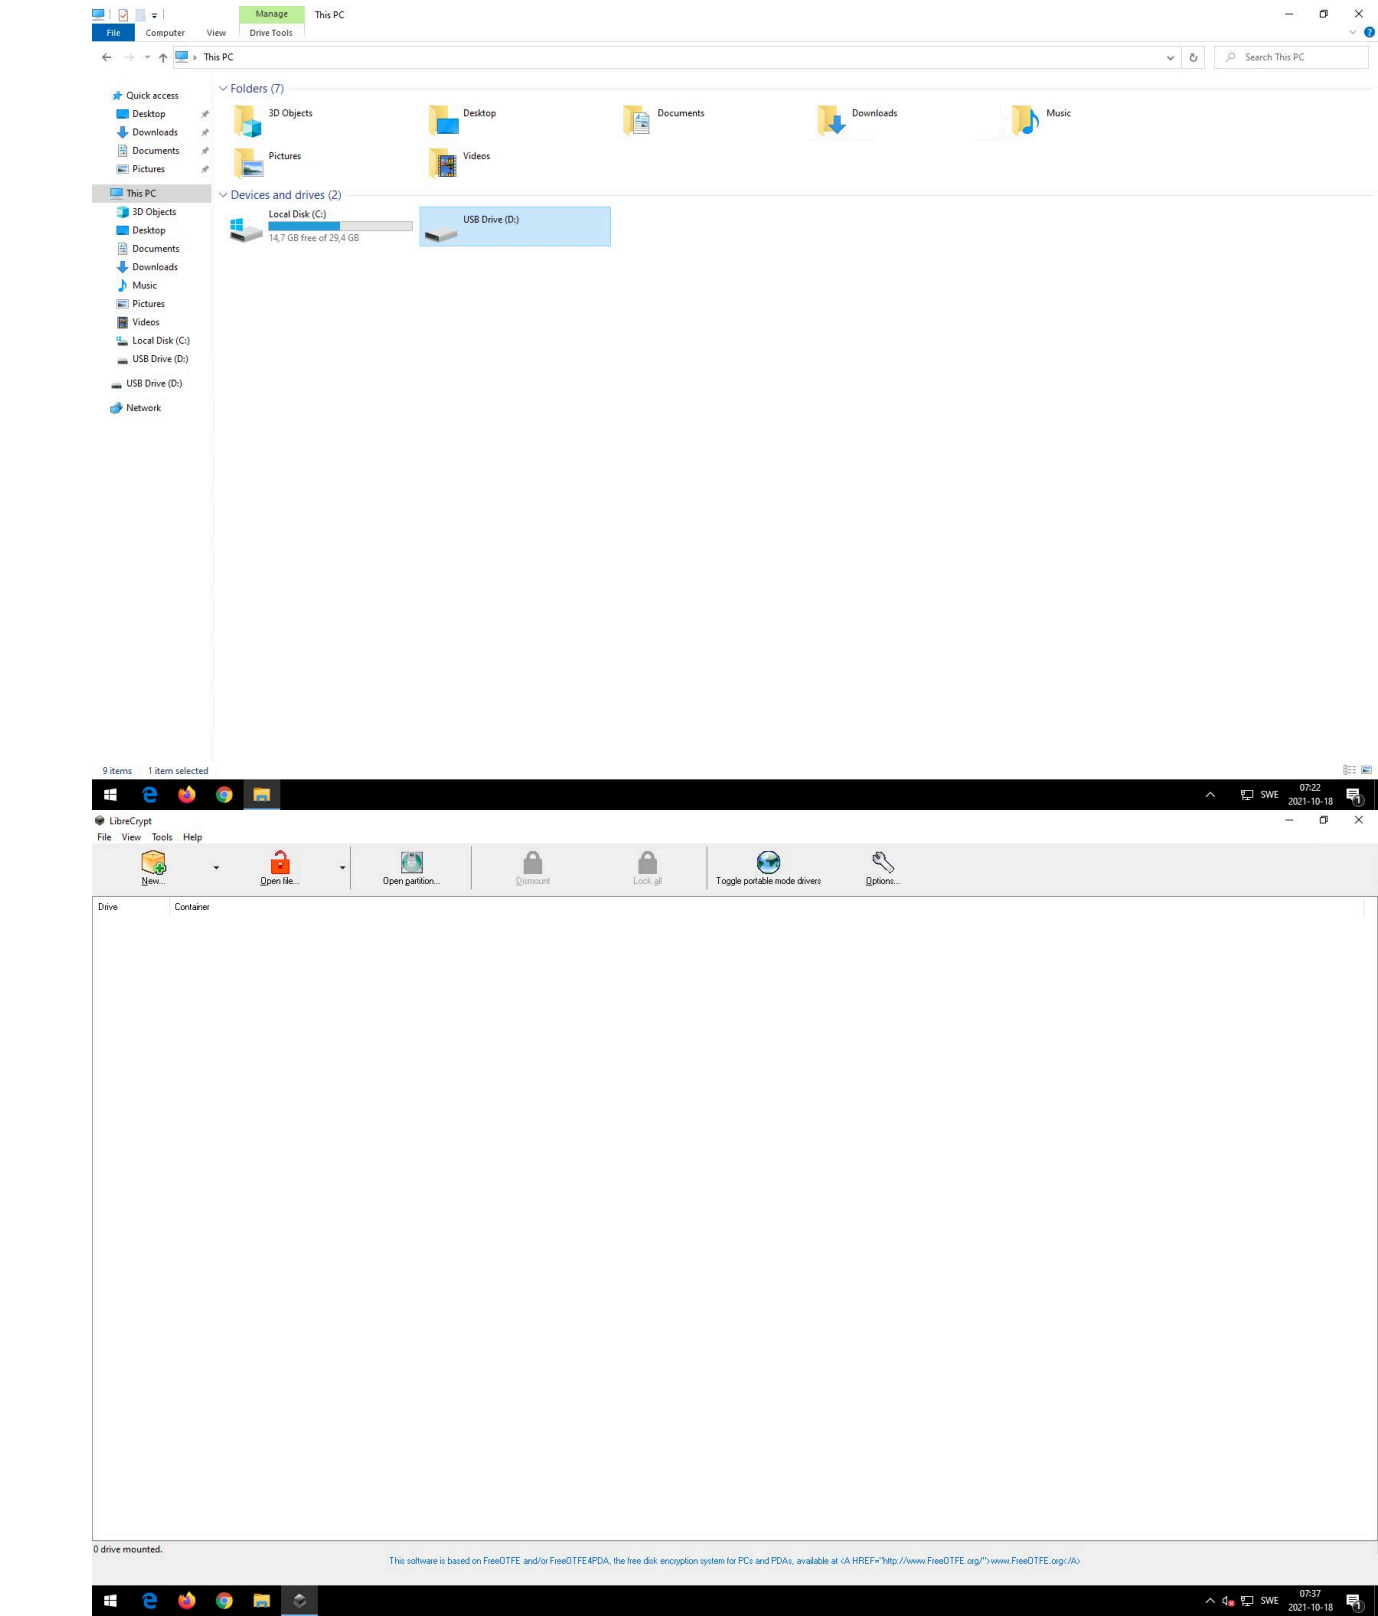 Manage This PC
File Computer View Drive Tools
This PC Search This PC
Quick access
Desktop
Downloads
Documents
Pictures
This PC
3D Objects
Desktop
Documents
Downloads
Music
Pictures
Videos
Local Disk (C:)
USB Drive (D:)
USB Drive (D:)
Network
Folders (7)
3D Objects Desktop Documents Downloads Music
Pictures Videos
Devices and drives (2)
Local Disk (C:)
14,7 GB free of 29,4 GB
USB Drive (D:)
9 items 1 item selected
SWE 07:22
2021-10-18
1
LibreCrypt
File View Tools Help
New... Open file... Open partition... Dismount Lock all Toggle portable mode drivers Options...
Drive Container
0 drive mounted.
This software is based on FreeOTFE and/or FreeOTFE4PDA, the free disk encryption system for PCs and PDAs, available at <A HREF="http://www.FreeOTFE.org/">www.FreeOTFE.org</A>
SWE 07:37
2021-10-18
1